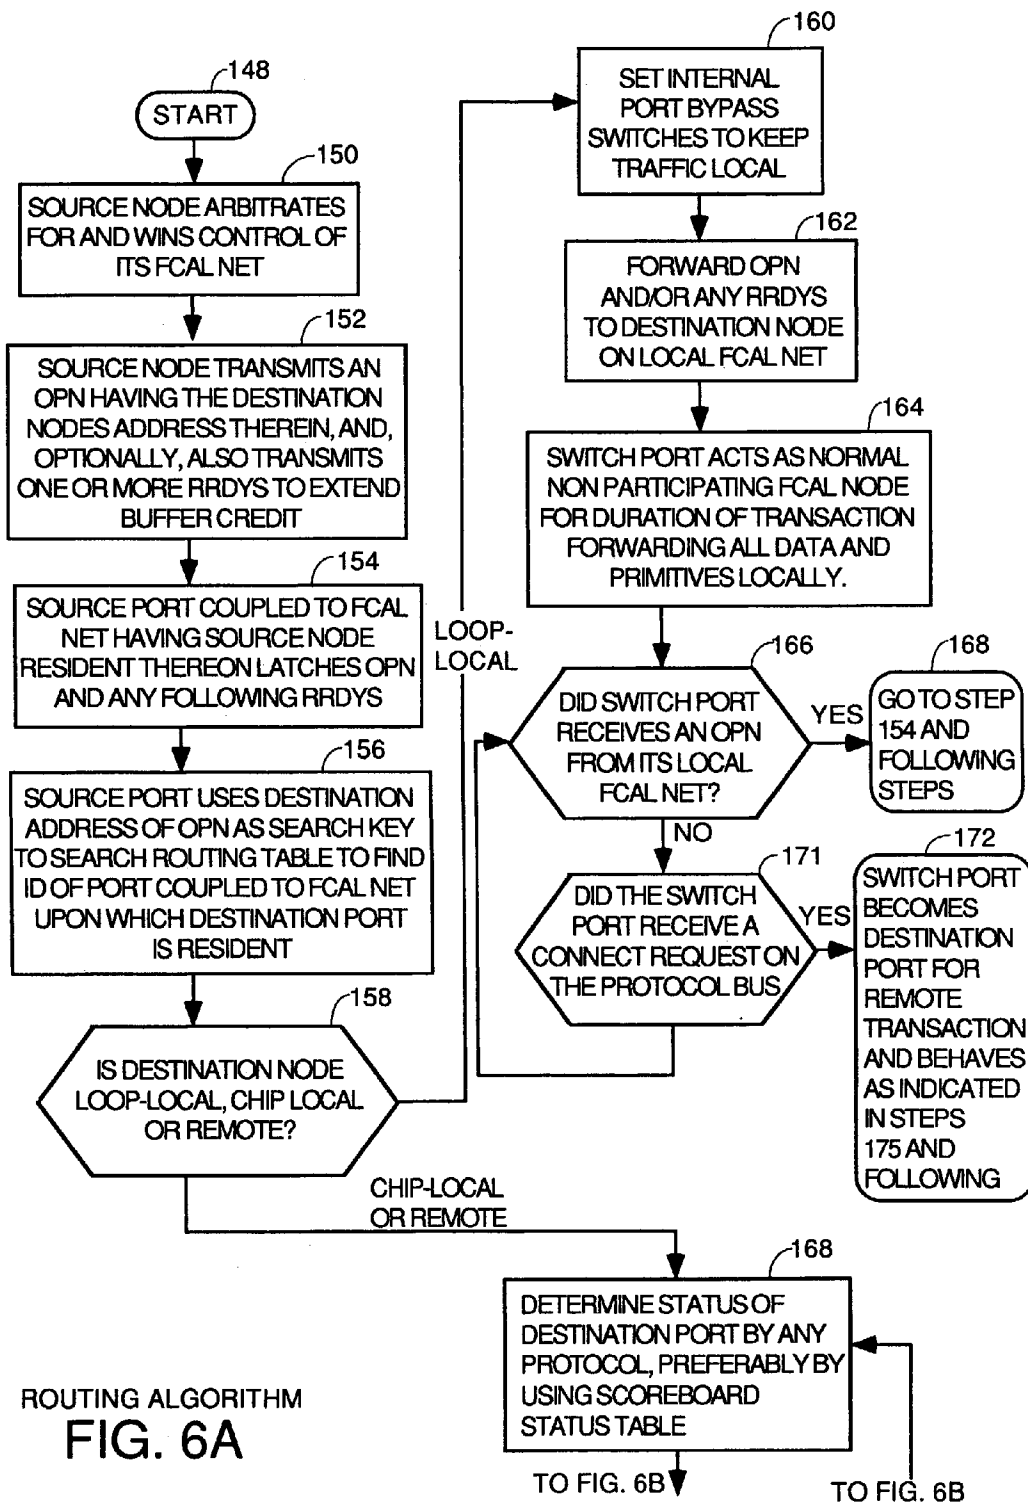 148
START
150
SOURCE NODE ARBITRATES
FOR AND WINS CONTROL OF
ITS FCAL NET
152
SOURCE NODE TRANSMITS AN
OPN HAVING THE DESTINATION
NODES ADDRESS THEREIN, AND,
OPTIONALLY, ALSO TRANSMITS
ONE OR MORE RRDYS TO EXTEND
BUFFER CREDIT
154
SOURCE PORT COUPLED TO FCAL
NET HAVING SOURCE NODE
RESIDENT THEREON LATCHES OPN
AND ANY FOLLOWING RRDYS
156
SOURCE PORT USES DESTINATION
ADDRESS OF OPN AS SEARCH KEY
TO SEARCH ROUTING TABLE TO FIND
ID OF PORT COUPLED TO FCAL NET
UPON WHICH DESTINATION PORT
IS RESIDENT
158
IS DESTINATION NODE
LOOP-LOCAL, CHIP LOCAL
OR REMOTE?
LOOP-
LOCAL
160
SET INTERNAL
PORT BYPASS
SWITCHES TO KEEP
TRAFFIC LOCAL
162
FORWARD OPN
AND/OR ANY RRDYS
TO DESTINATION NODE
ON LOCAL FCAL NET
164
SWITCH PORT ACTS AS NORMAL
NON PARTICIPATING FCAL NODE
FOR DURATION OF TRANSACTION
FORWARDING ALL DATA AND
PRIMITIVES LOCALLY.
166
DID SWITCH PORT
RECEIVES AN OPN
FROM ITS LOCAL
FCAL NET?
YES
168
GO TO STEP
154 AND
FOLLOWING
STEPS
NO
171
DID THE SWITCH
PORT RECEIVE A
CONNECT REQUEST ON
THE PROTOCOL BUS
YES
172
SWITCH PORT
BECOMES
DESTINATION
PORT FOR
REMOTE
TRANSACTION
AND BEHAVES
AS INDICATED
IN STEPS
175 AND
FOLLOWING
CHIP-LOCAL
OR REMOTE
168
DETERMINE STATUS OF
DESTINATION PORT BY ANY
PROTOCOL, PREFERABLY BY
USING SCOREBOARD
STATUS TABLE
TO FIG. 6B
TO FIG. 6B
ROUTING ALGORITHM
FIG. 6A